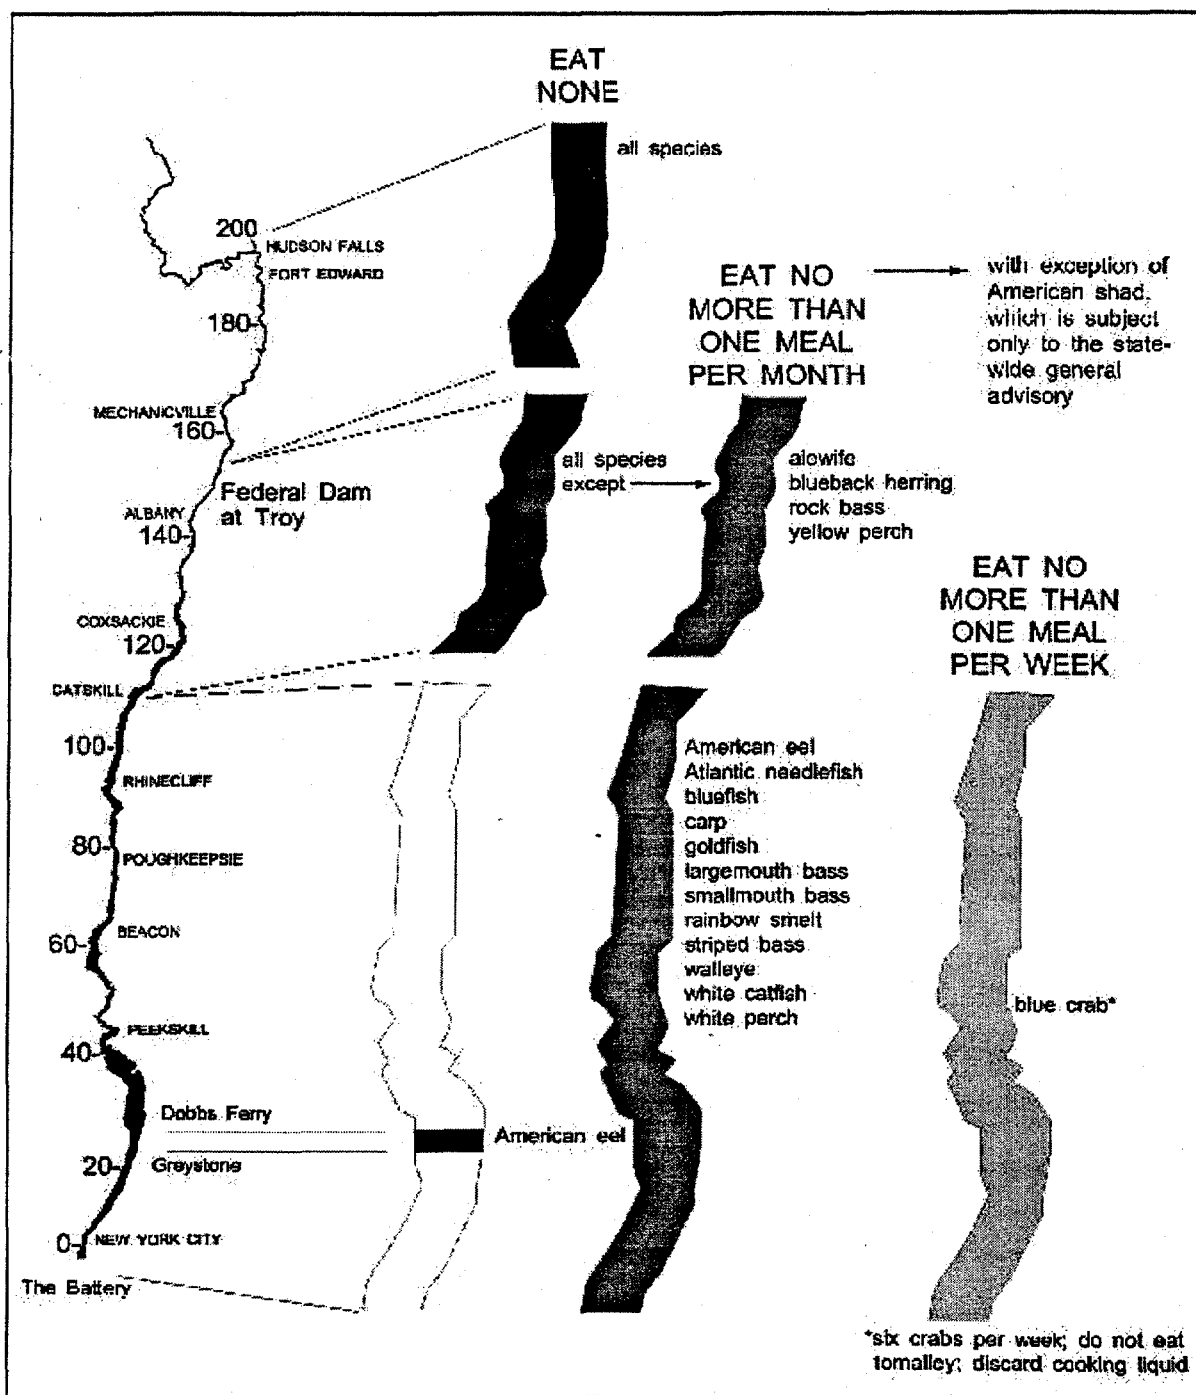 EAT
NONE
all species
200
HUDSON FALLS
FORT EDWARD
180-
MECHANICVILLE
160-
Federal Dam
at Troy
ALBANY
140-
COXSACKIE
120-
CATSKILL
100-
RHINECLIFF
80-
POUGHKEEPSIE
BEACON
60-
PEEKSKILL
40-
Dobbs Ferry
20-
Greystone
0-
NEW YORK CITY
The Battery
all species
except
American eel
EAT NO
MORE THAN
ONE MEAL
PER MONTH
with exception of
American shad,
which is subject
only to the state-
wide general
advisory
alewife
blueback herring
rock bass
yellow perch
American eel
Atlantic needlefish
bluefish
carp
goldfish
largemouth bass
smallmouth bass
rainbow smelt
striped bass
walleye
white catfish
white perch
EAT NO
MORE THAN
ONE MEAL
PER WEEK
blue crab*
*six crabs per week; do not eat
tomalley; discard cooking liquid